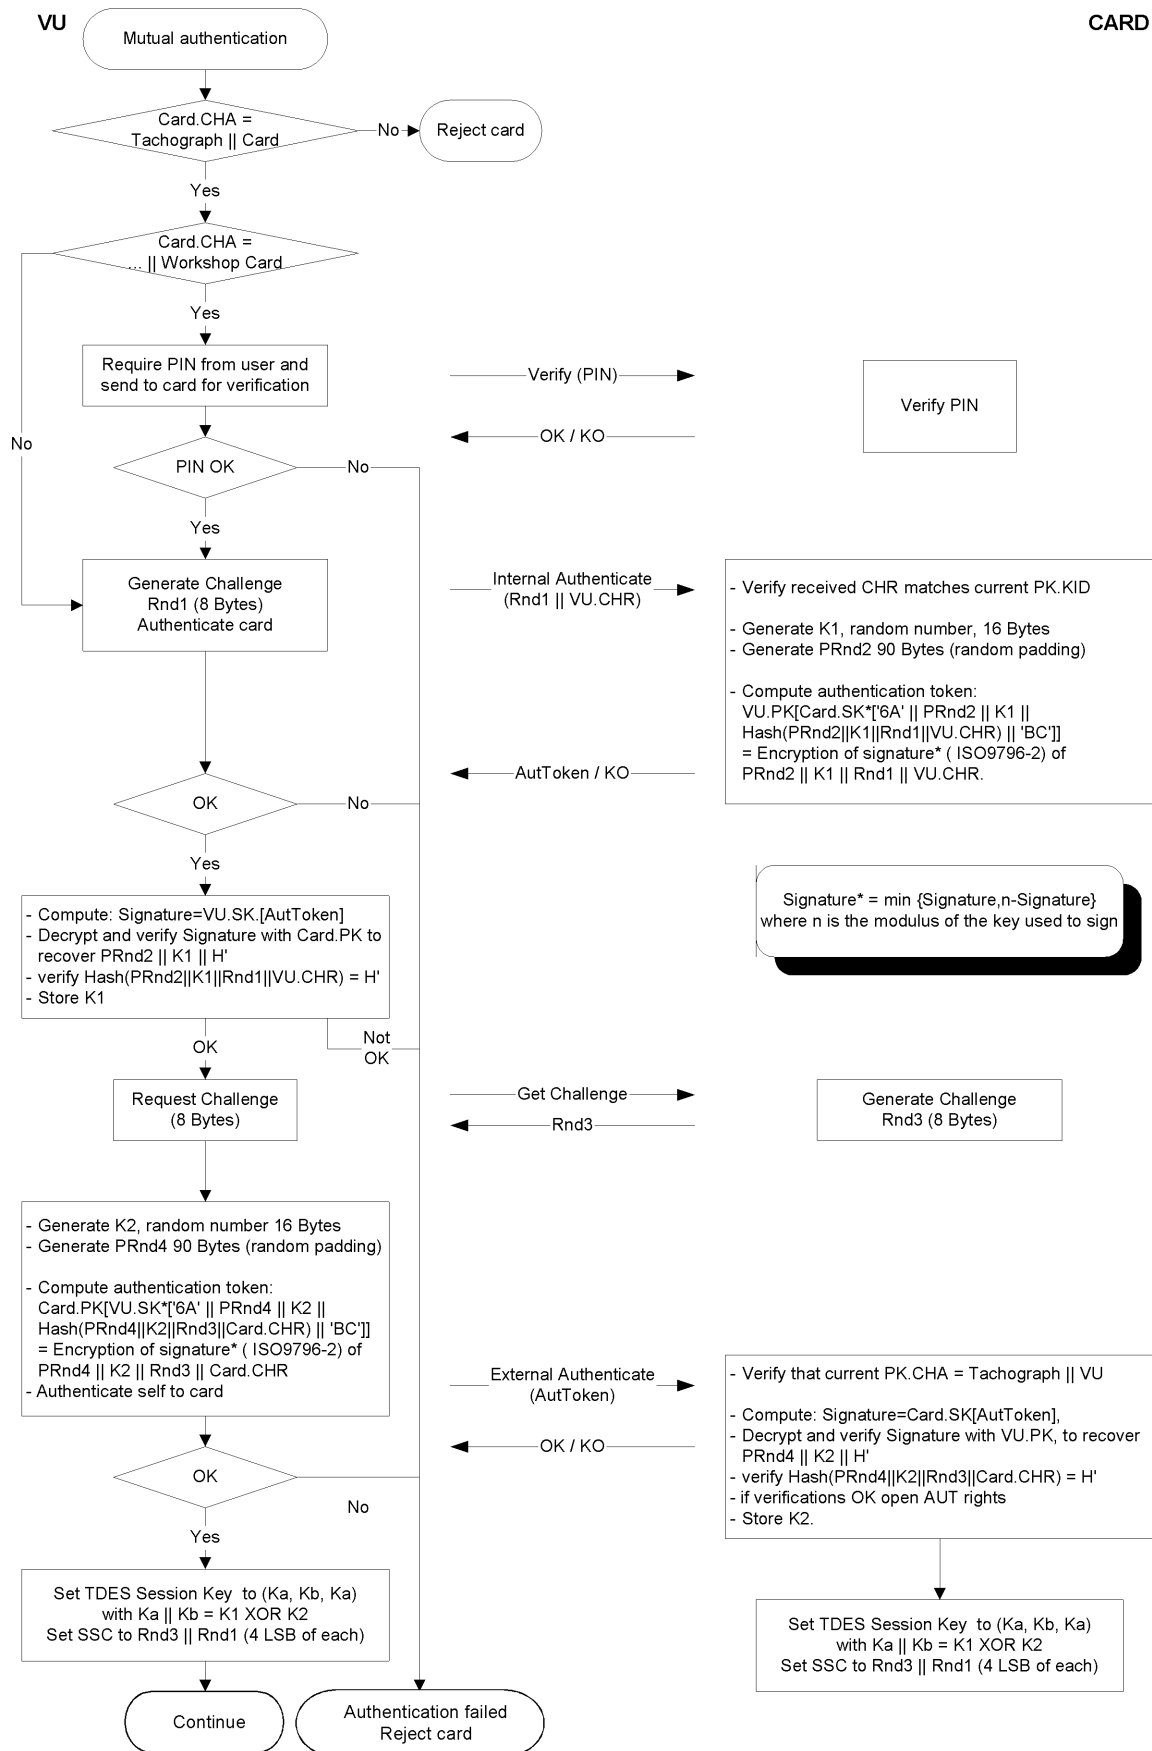 VU
CARD
Mutual authentication
Card.CHA =
Tachograph || Card
No
Reject card
Yes
Card.CHA =
... || Workshop Card
Yes
Require PIN from user and
send to card for verification
Verify (PIN)
Verify PIN
OK / KO
No
PIN OK
No
Yes
Generate Challenge
Rnd1 (8 Bytes)
Authenticate card
Internal Authenticate
(Rnd1 || VU.CHR)
- Verify received CHR matches current PK.KID
- Generate K1, random number, 16 Bytes
- Generate PRnd2 90 Bytes (random padding)
- Compute authentication token:
VU.PK[Card.SK*['6A' || PRnd2 || K1 ||
Hash(PRnd2||K1||Rnd1||VU.CHR) || 'BC']]
= Encryption of signature* ( ISO9796-2) of
PRnd2 || K1 || Rnd1 || VU.CHR.
AutToken / KO
OK
No
Yes
- Compute: Signature=VU.SK.[AutToken]
- Decrypt and verify Signature with Card.PK to
recover PRnd2 || K1 || H'
- verify Hash(PRnd2||K1||Rnd1||VU.CHR) = H'
- Store K1
Signature* = min {Signature,n-Signature}
where n is the modulus of the key used to sign
OK
Not
OK
Request Challenge
(8 Bytes)
Get Challenge
Rnd3
Generate Challenge
Rnd3 (8 Bytes)
- Generate K2, random number 16 Bytes
- Generate PRnd4 90 Bytes (random padding)
- Compute authentication token:
Card.PK[VU.SK*['6A' || PRnd4 || K2 ||
Hash(PRnd4||K2||Rnd3||Card.CHR) || 'BC']]
= Encryption of signature* ( ISO9796-2) of
PRnd4 || K2 || Rnd3 || Card.CHR
- Authenticate self to card
External Authenticate
(AutToken)
OK / KO
- Verify that current PK.CHA = Tachograph || VU
- Compute: Signature=Card.SK[AutToken],
- Decrypt and verify Signature with VU.PK, to recover
PRnd4 || K2 || H'
- verify Hash(PRnd4||K2||Rnd3||Card.CHR) = H'
- if verifications OK open AUT rights
- Store K2.
OK
No
Yes
Set TDES Session Key to (Ka, Kb, Ka)
with Ka || Kb = K1 XOR K2
Set SSC to Rnd3 || Rnd1 (4 LSB of each)
Set TDES Session Key to (Ka, Kb, Ka)
with Ka || Kb = K1 XOR K2
Set SSC to Rnd3 || Rnd1 (4 LSB of each)
Continue
Authentication failed
Reject card